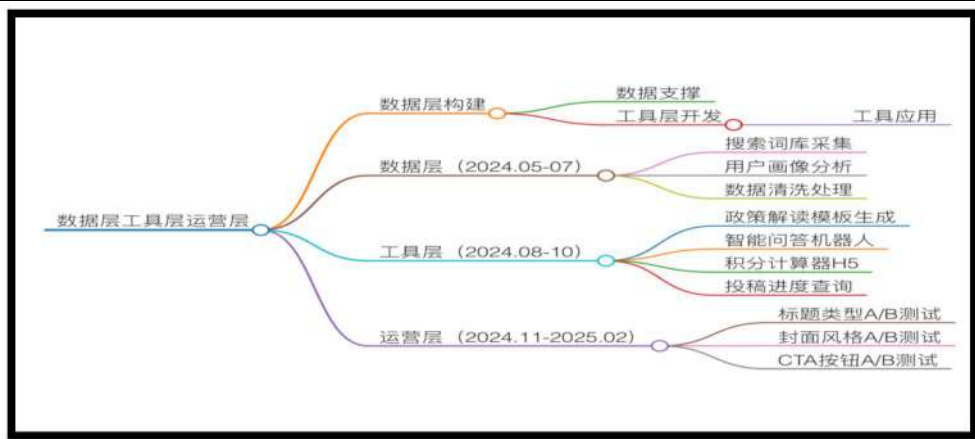 数据层工具层运营层
数据层构建
数据支撑
工具层开发
工具应用
数据层（2024.05-07）
搜索词库采集
用户画像分析
数据清洗处理
工具层（2024.08-10）
政策解读模板生成
智能问答机器人
积分计算器H5
投稿进度查询
运营层（2024.11-2025.02）
标题类型A/B测试
封面风格A/B测试
CTA按钮A/B测试